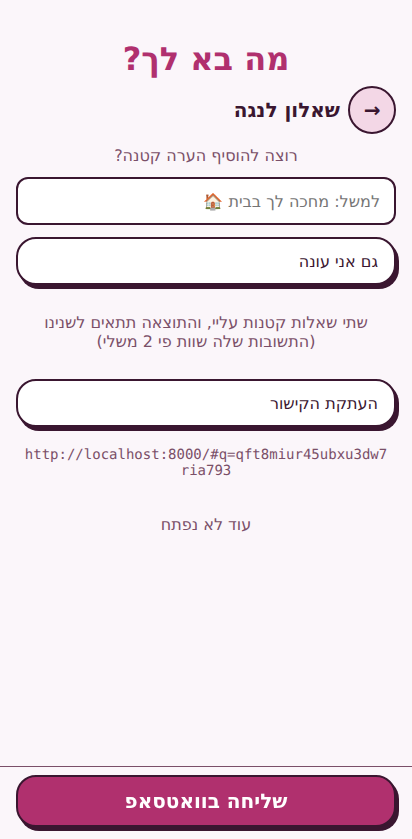 מה בא לך?
→ שאלון לנגה
רוצה להוסיף הערה קטנה?
למשל: מחכה לך בבית 🏠
גם אני עונה
שתי שאלות קטנות עליי, והתוצאה תתאים לשנינו
(התשובות שלה שוות פי 2 משלי)
העתקת הקישור
http://localhost:8000/#q=qft8miur45ubxu3dw7
ria793
עוד לא נפתח
שליחה בוואטסאפ